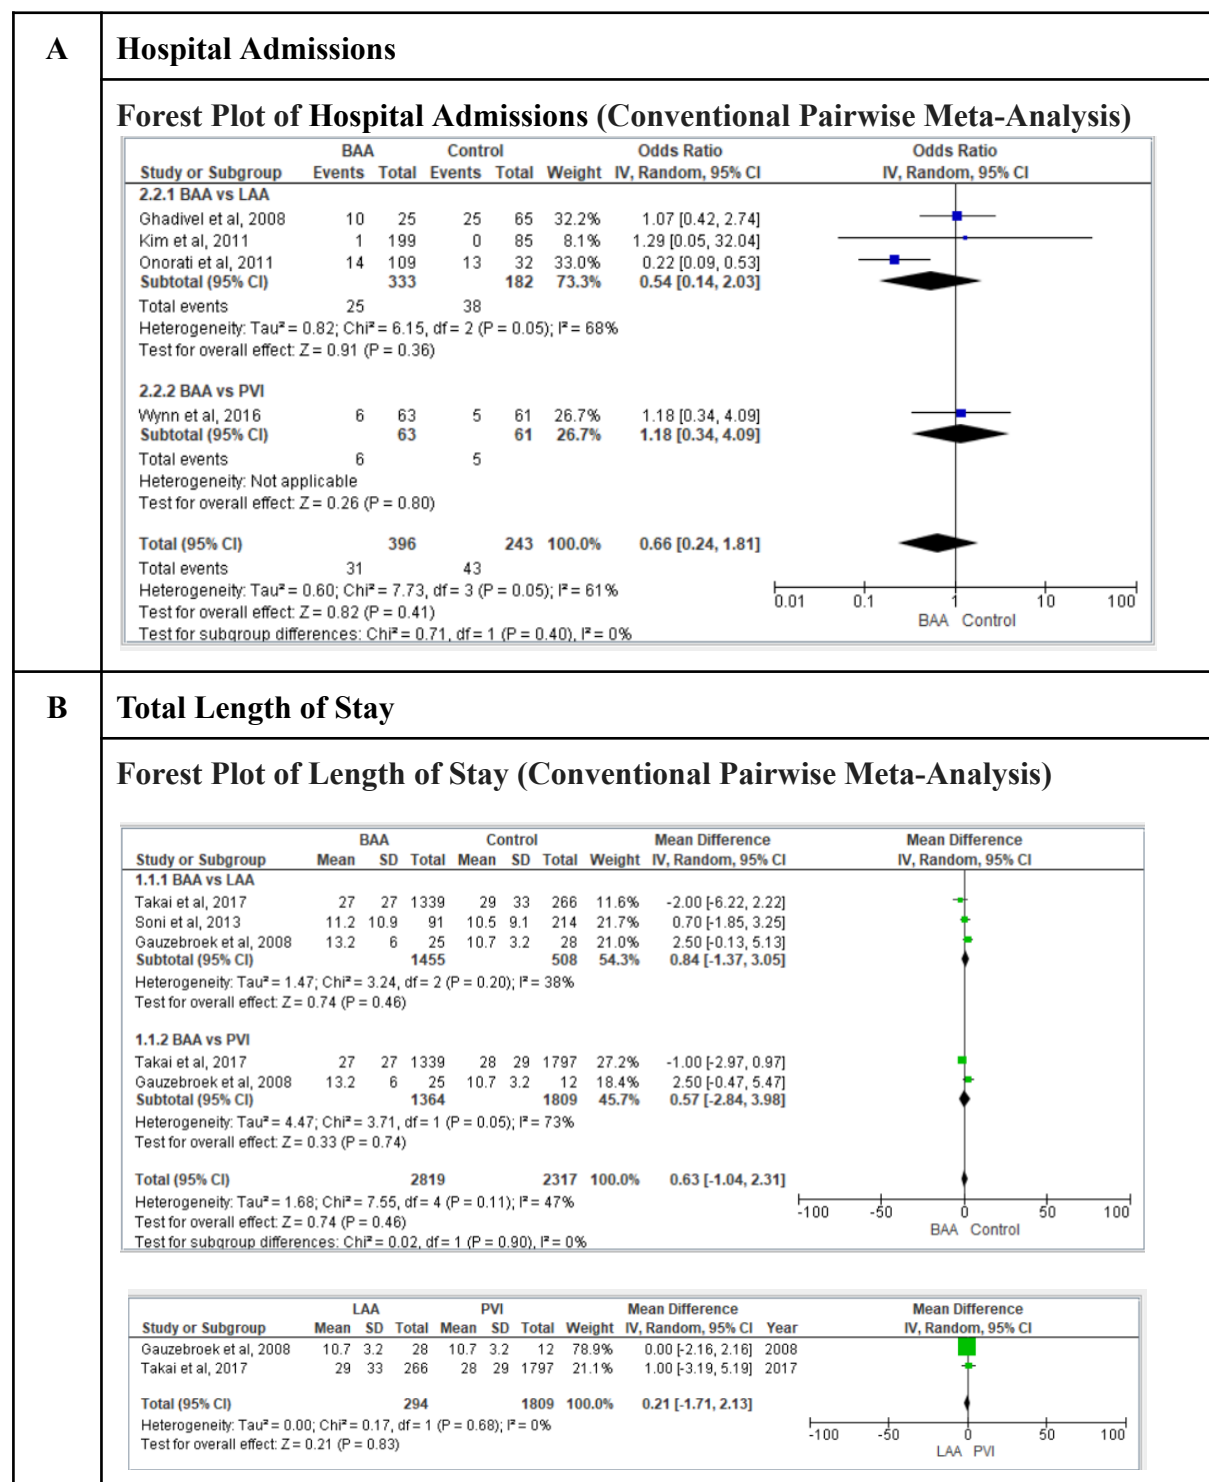 A Hospital Admissions
Forest Plot of Hospital Admissions (Conventional Pairwise Meta-Analysis)
BAA Control Odds Ratio Odds Ratio
Study or Subgroup Events Total Events Total Weight IV, Random, 95% CI IV, Random, 95% CI
2.2.1 BAA vs LAA
Ghadivel et al, 2008 10 25 25 65 32.2% 1.07 [0.42, 2.74]
Kim et al, 2011 1 199 0 85 8.1% 1.29 [0.05, 32.04]
Onorati et al, 2011 14 109 13 32 33.0% 0.22 [0.09, 0.53]
Subtotal (95% CI) 333 182 73.3% 0.54 [0.14, 2.03]
Total events 25 38
Heterogeneity: Tau² = 0.82; Chi² = 6.15, df = 2 (P = 0.05); I² = 68%
Test for overall effect: Z = 0.91 (P = 0.36)
2.2.2 BAA vs PVI
Wynn et al, 2016 6 63 5 61 26.7% 1.18 [0.34, 4.09]
Subtotal (95% CI) 63 61 26.7% 1.18 [0.34, 4.09]
Total events 6 5
Heterogeneity: Not applicable
Test for overall effect: Z = 0.26 (P = 0.80)
Total (95% CI) 396 243 100.0% 0.66 [0.24, 1.81]
Total events 31 43
Heterogeneity: Tau² = 0.60; Chi² = 7.73, df = 3 (P = 0.05); I² = 61%
Test for overall effect: Z = 0.82 (P = 0.41)
Test for subgroup differences: Chi² = 0.71, df = 1 (P = 0.40), I² = 0%
0.01 0.1 1 10 100
BAA Control
B Total Length of Stay
Forest Plot of Length of Stay (Conventional Pairwise Meta-Analysis)
BAA Control Mean Difference Mean Difference
Study or Subgroup Mean SD Total Mean SD Total Weight IV, Random, 95% CI IV, Random, 95% CI
1.1.1 BAA vs LAA
Takai et al, 2017 27 27 1339 29 33 266 11.6% -2.00 [-6.22, 2.22]
Soni et al, 2013 11.2 10.9 91 10.5 9.1 214 21.7% 0.70 [-1.85, 3.25]
Gauzebroek et al, 2008 13.2 6 25 10.7 3.2 28 21.0% 2.50 [-0.13, 5.13]
Subtotal (95% CI) 1455 508 54.3% 0.84 [-1.37, 3.05]
Heterogeneity: Tau² = 1.47; Chi² = 3.24, df = 2 (P = 0.20); I² = 38%
Test for overall effect: Z = 0.74 (P = 0.46)
1.1.2 BAA vs PVI
Takai et al, 2017 27 27 1339 28 29 1797 27.2% -1.00 [-2.97, 0.97]
Gauzebroek et al, 2008 13.2 6 25 10.7 3.2 12 18.4% 2.50 [-0.47, 5.47]
Subtotal (95% CI) 1364 1809 45.7% 0.57 [-2.84, 3.98]
Heterogeneity: Tau² = 4.47; Chi² = 3.71, df = 1 (P = 0.05); I² = 73%
Test for overall effect: Z = 0.33 (P = 0.74)
Total (95% CI) 2819 2317 100.0% 0.63 [-1.04, 2.31]
Heterogeneity: Tau² = 1.68; Chi² = 7.55, df = 4 (P = 0.11); I² = 47%
Test for overall effect: Z = 0.74 (P = 0.46)
Test for subgroup differences: Chi² = 0.02, df = 1 (P = 0.90), I² = 0%
-100 -50 0 50 100
BAA Control
LAA PVI Mean Difference Mean Difference
Study or Subgroup Mean SD Total Mean SD Total Weight IV, Random, 95% CI Year IV, Random, 95% CI
Gauzebroek et al, 2008 10.7 3.2 28 10.7 3.2 12 78.9% 0.00 [-2.16, 2.16] 2008
Takai et al, 2017 29 33 266 28 29 1797 21.1% 1.00 [-3.19, 5.19] 2017
Total (95% CI) 294 1809 100.0% 0.21 [-1.71, 2.13]
Heterogeneity: Tau² = 0.00; Chi² = 0.17, df = 1 (P = 0.68); I² = 0%
Test for overall effect: Z = 0.21 (P = 0.83)
-100 -50 0 50 100
LAA PVI